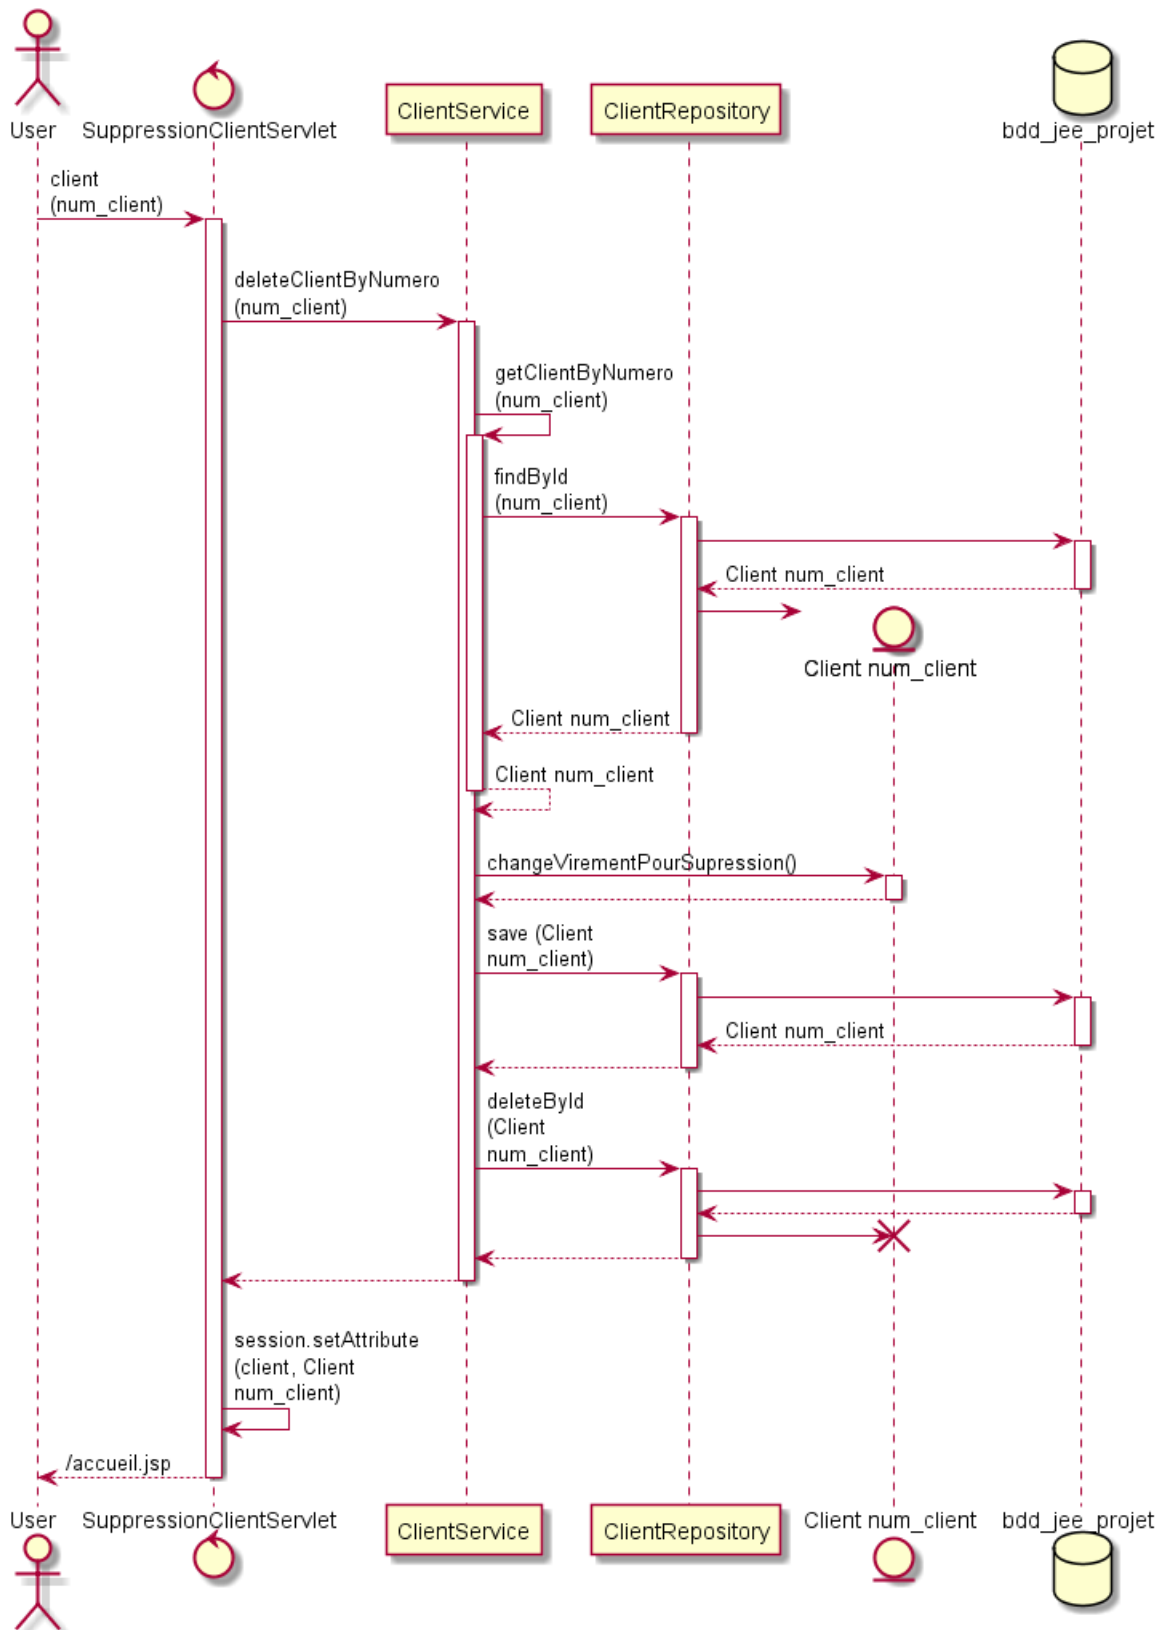 User
SuppressionClientServlet
ClientService
ClientRepository
bdd_jee_projet
client
(num_client)
deleteClientByNumero
(num_client)
getClientByNumero
(num_client)
findById
(num_client)
Client num_client
Client num_client
Client num_client
Client num_client
changeVirementPourSupression()
save (Client
num_client)
Client num_client
deleteById
(Client
num_client)
session.setAttribute
(client, Client
num_client)
/accueil.jsp
User
SuppressionClientServlet
ClientService
ClientRepository
Client num_client
bdd_jee_projet